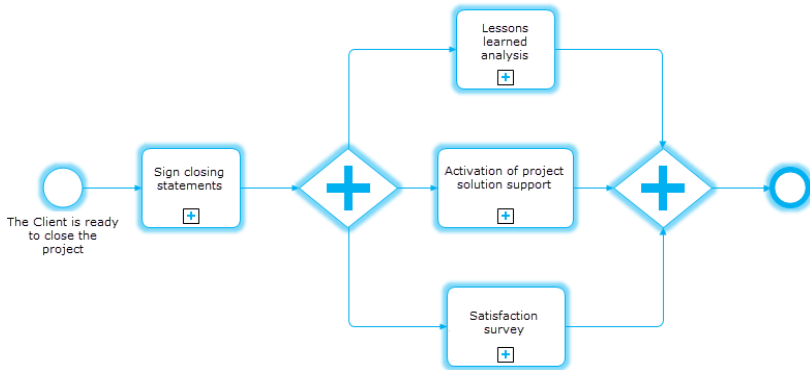 Lessons
learned
analysis
Sign closing
statements
Activation of project
solution support
The Client is ready
to close the
project
Satisfaction
survey